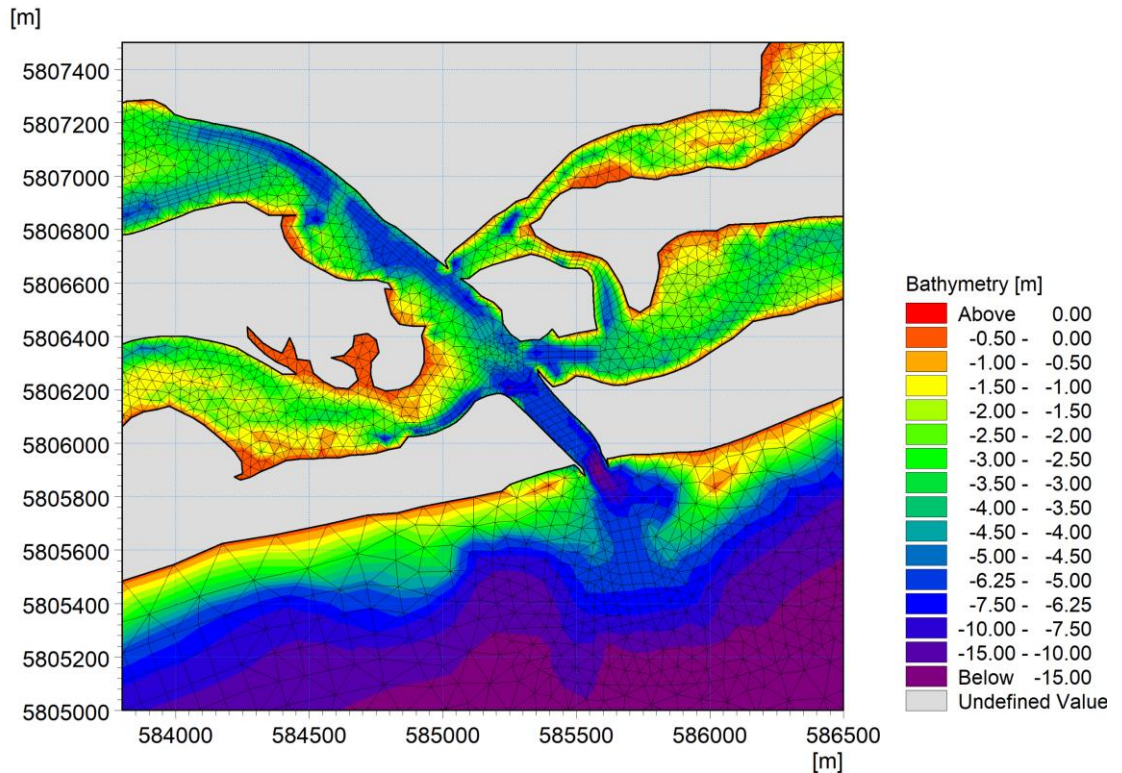 [m]
5807400
5807200
5807000
5806800
5806600
5806400
5806200
5806000
5805800
5805600
5805400
5805200
5805000
584000 584500 585000 585500 586000 586500
[m]
Bathymetry [m]
Above 0.00
-0.50 - 0.00
-1.00 - -0.50
-1.50 - -1.00
-2.00 - -1.50
-2.50 - -2.00
-3.00 - -2.50
-3.50 - -3.00
-4.00 - -3.50
-4.50 - -4.00
-5.00 - -4.50
-6.25 - -5.00
-7.50 - -6.25
-10.00 - -7.50
-15.00 - -10.00
Below -15.00
Undefined Value